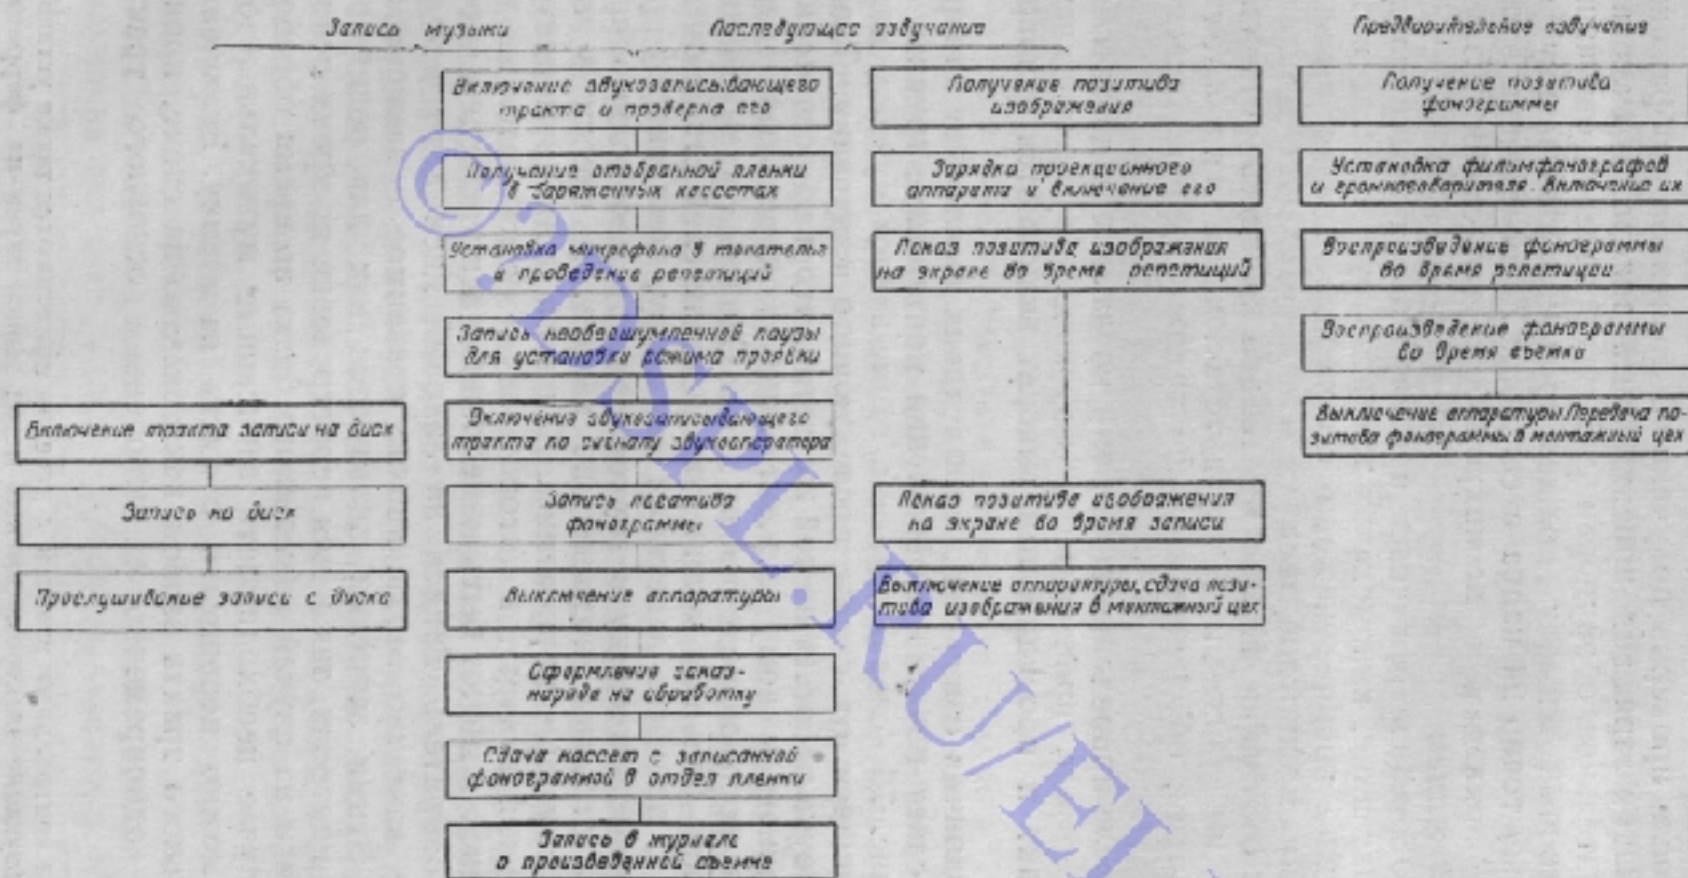 Запись музыки
Последующее озвучание
Предварительное озвучание
Включение звукозаписывающего
тракта и проверка его
Получение отобранной пленки
в заряженных кассетах
Установка микрофона в тонателье
и проведение репетиций
Запись необесшумленной паузы
для установки режима проявки
Включение звукозаписывающего
тракта по сигналу звукооператора
Запись негатива
фонограммы
Выключение аппаратуры
Оформление заказ-
наряда на обработку
Сдача кассет с записанной
фонограммой в отдел пленки
Запись в журнале
о произведенной съемке
Включение тракта записи на диск
Запись на диск
Прослушивание записи с диска
Получение позитива
изображения
Зарядка проекционного
аппарата и включение его
Показ позитива изображения
на экране во время репетиций
Показ позитива изображения
на экране во время записи
Выключение аппаратуры, сдача пози-
тива изображения в монтажный цех
Получение позитива
фонограммы
Установка фильмфонографов
и громкоговорителя. Включение их
Воспроизведение фонограммы
во время репетиции
Воспроизведение фонограммы
во время съемки
Выключение аппаратуры. Передача по-
зитива фонограммы в монтажный цех
©?.DSPL.RU/EL